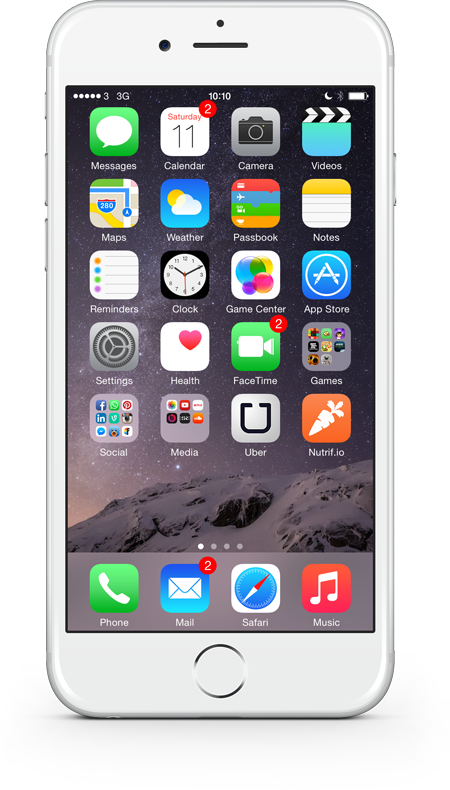 3 3G 10:10
2
Saturday
11
Messages Calendar Camera Videos
280
Maps Weather Passbook Notes
Reminders Clock Game Center App Store
2
Settings Health FaceTime Games
Social Media Uber Nutrif.io
2
Phone Mail Safari Music